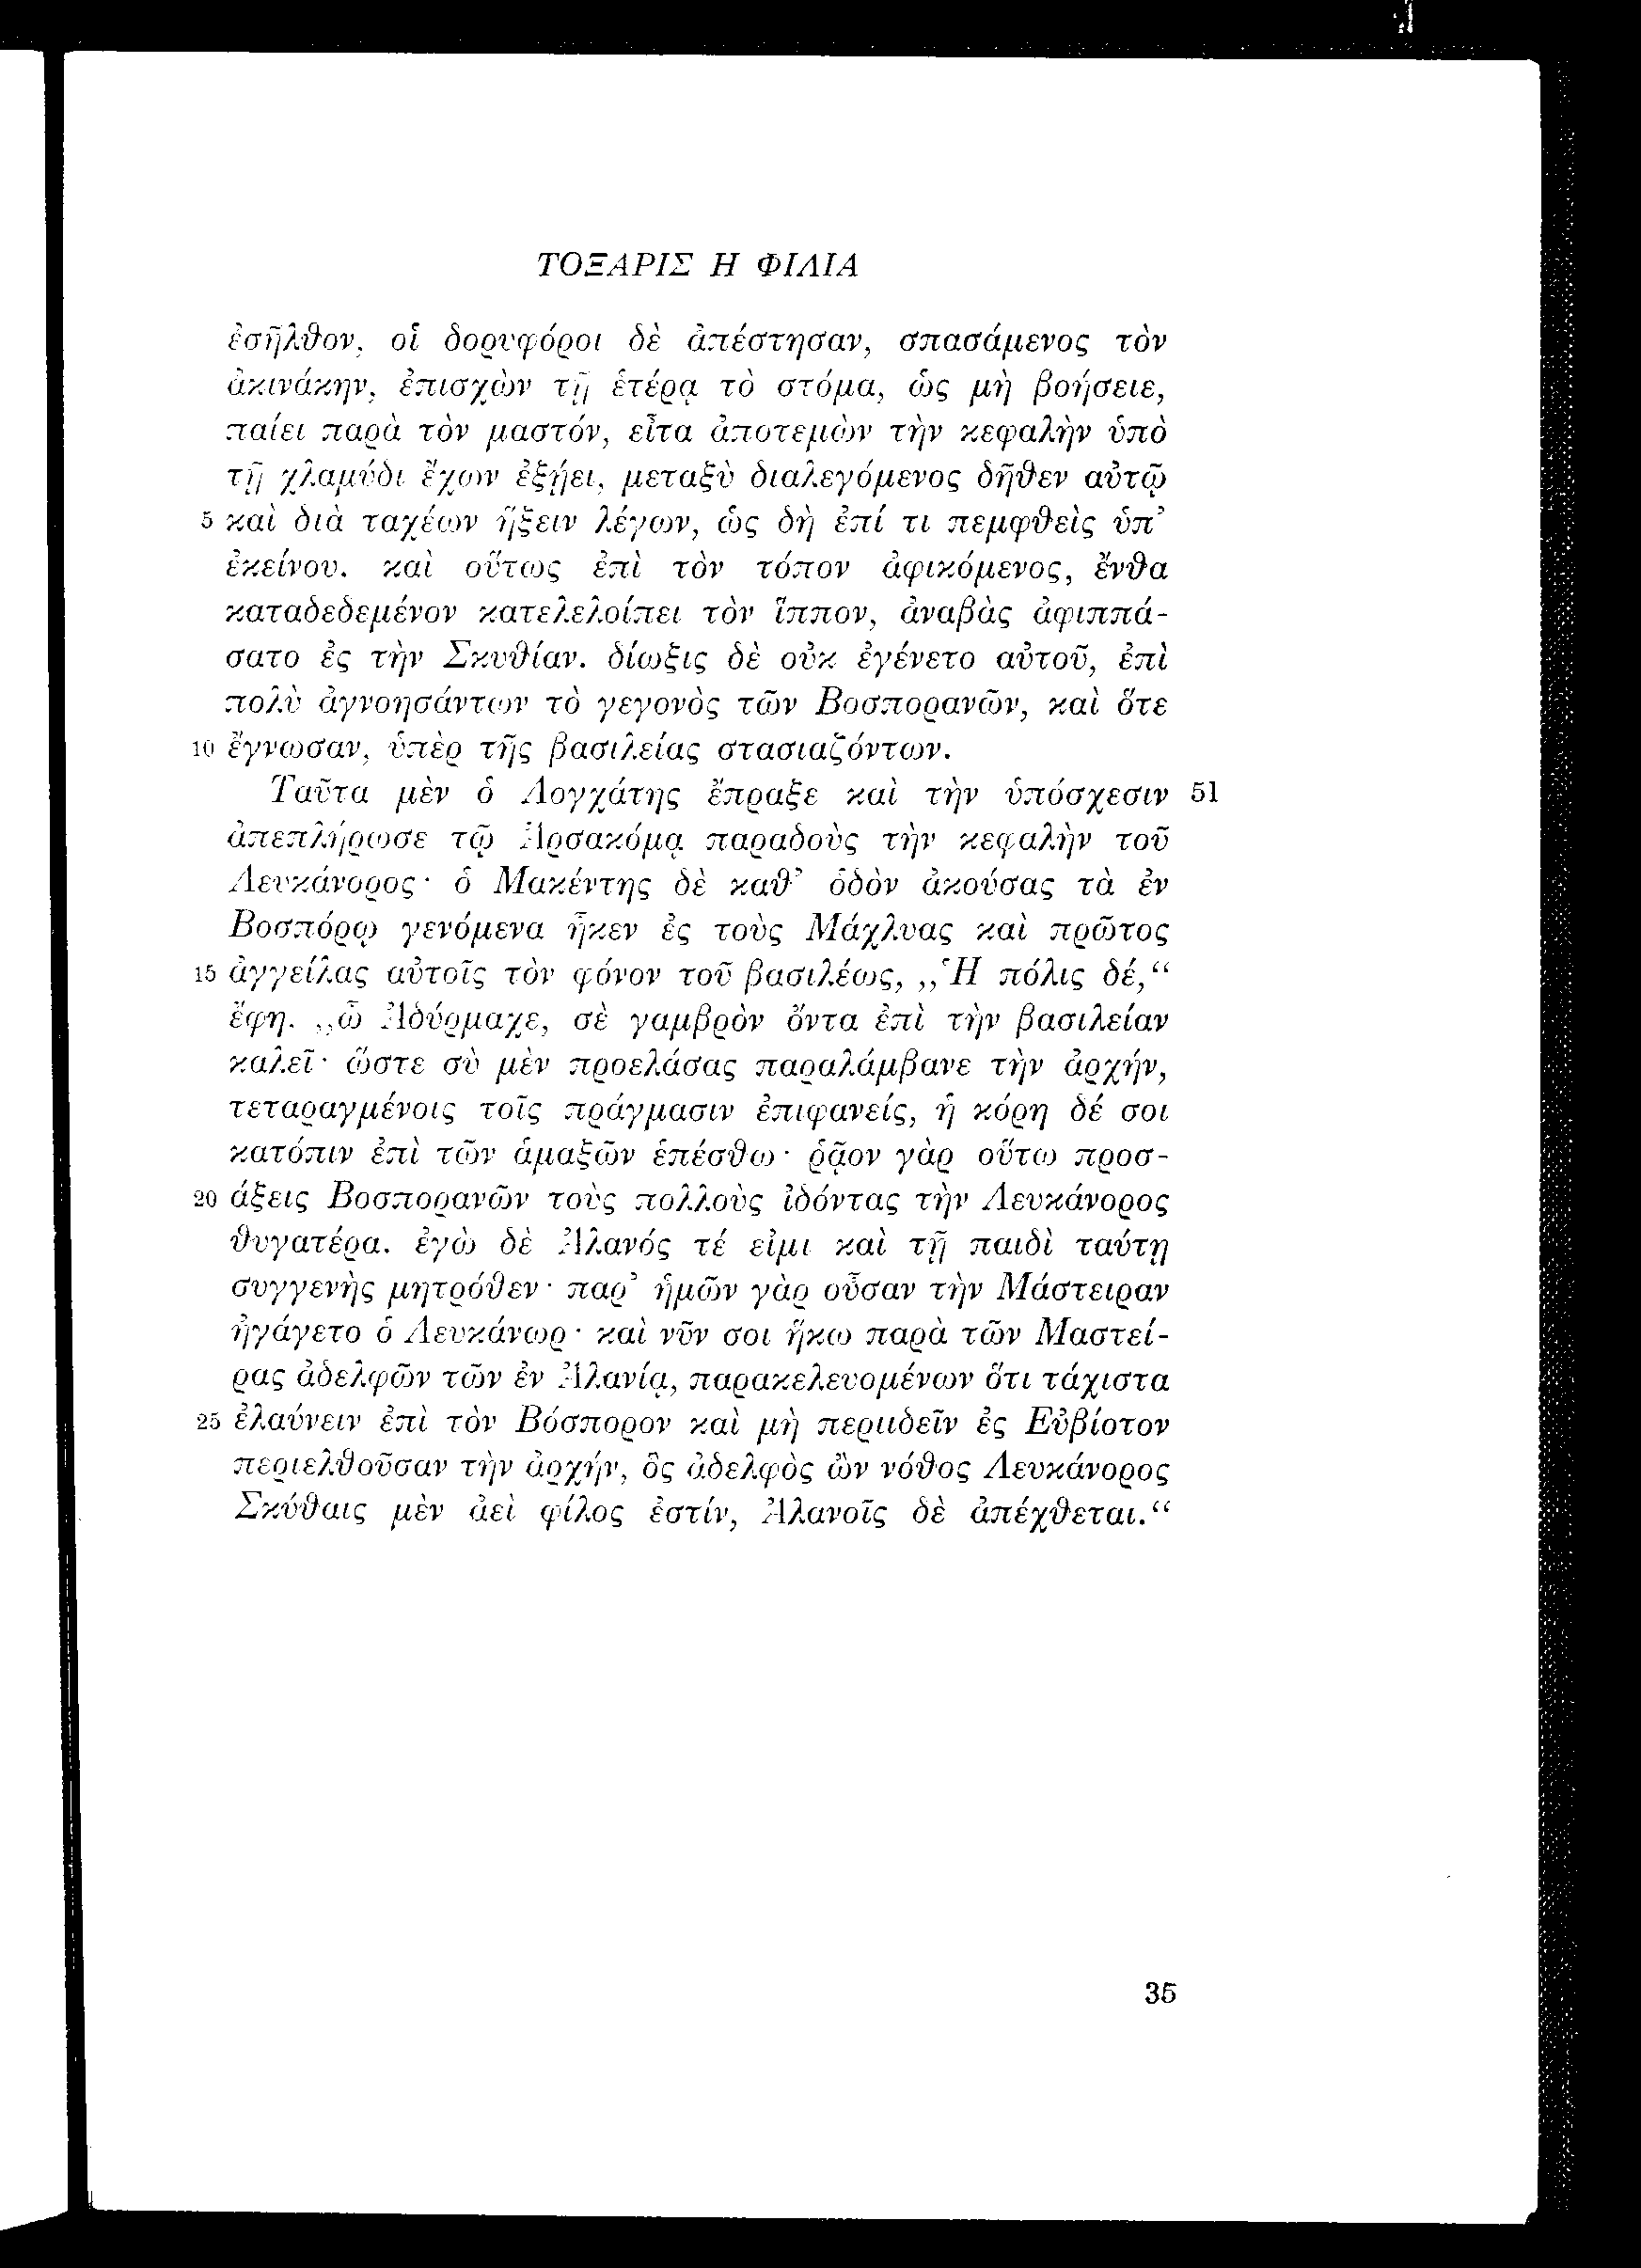 ΤΟΞΑΡΙΣ Η ΦΙΛΙΑ
ἐσῆλθον, οἱ δορυφόροι δὲ ἀπέστησαν, σπασάμενος τὸν
ἀκινάκην, ἐπισχὼν τῇ ἑτέρᾳ τὸ στόμα, ὡς μὴ βοήσειε,
παίει παρὰ τὸν μαστόν, εἶτα ἀποτεμὼν τὴν κεφαλὴν ὑπὸ
τῇ χλαμύδι ἔχων ἐξῄει, μεταξὺ διαλεγόμενος δῆθεν αὐτῷ
5 καὶ διὰ ταχέων ἥξειν λέγων, ὡς δὴ ἐπί τι πεμφθεὶς ὑπ’
ἐκείνου. καὶ οὕτως ἐπὶ τὸν τόπον ἀφικόμενος, ἔνθα
καταδεδεμένον κατελελοίπει τὸν ἵππον, ἀναβὰς ἀφιππά-
σατο ἐς τὴν Σκυθίαν. δίωξις δὲ οὐκ ἐγένετο αὐτοῦ, ἐπὶ
πολὺ ἀγνοησάντων τὸ γεγονὸς τῶν Βοσπορανῶν, καὶ ὅτε
10 ἔγνωσαν, ὑπὲρ τῆς βασιλείας στασιαζόντων.
Ταῦτα μὲν ὁ Λογχάτης ἔπραξε καὶ τὴν ὑπόσχεσιν 51
ἀπεπλήρωσε τῷ Ἀρσακόμᾳ παραδοὺς τὴν κεφαλὴν τοῦ
Λευκάνορος· ὁ Μακέντης δὲ καθ’ ὁδὸν ἀκούσας τὰ ἐν
Βοσπόρῳ γενόμενα ἧκεν ἐς τοὺς Μάχλυας καὶ πρῶτος
15 ἀγγείλας αὐτοῖς τὸν φόνον τοῦ βασιλέως, „Ἡ πόλις δέ,“
ἔφη. „ὦ Ἀδύρμαχε, σὲ γαμβρὸν ὄντα ἐπὶ τὴν βασιλείαν
καλεῖ· ὥστε σὺ μὲν προελάσας παραλάμβανε τὴν ἀρχήν,
τεταραγμένοις τοῖς πράγμασιν ἐπιφανείς, ἡ κόρη δέ σοι
κατόπιν ἐπὶ τῶν ἁμαξῶν ἑπέσθω· ῥᾷον γὰρ οὕτω προσ-
20 άξεις Βοσπορανῶν τοὺς πολλοὺς ἰδόντας τὴν Λευκάνορος
θυγατέρα. ἐγὼ δὲ Ἀλανός τέ εἰμι καὶ τῇ παιδὶ ταύτῃ
συγγενὴς μητρόθεν· παρ’ ἡμῶν γὰρ οὖσαν τὴν Μάστειραν
ἠγάγετο ὁ Λευκάνωρ· καὶ νῦν σοι ἥκω παρὰ τῶν Μαστεί-
ρας ἀδελφῶν τῶν ἐν Ἀλανίᾳ, παρακελευομένων ὅτι τάχιστα
25 ἐλαύνειν ἐπὶ τὸν Βόσπορον καὶ μὴ περιιδεῖν ἐς Εὐβίοτον
περιελθοῦσαν τὴν ἀρχήν, ὃς ἀδελφὸς ὢν νόθος Λευκάνορος
Σκύθαις μὲν ἀεὶ φίλος ἐστίν, Ἀλανοῖς δὲ ἀπέχθεται.“
35